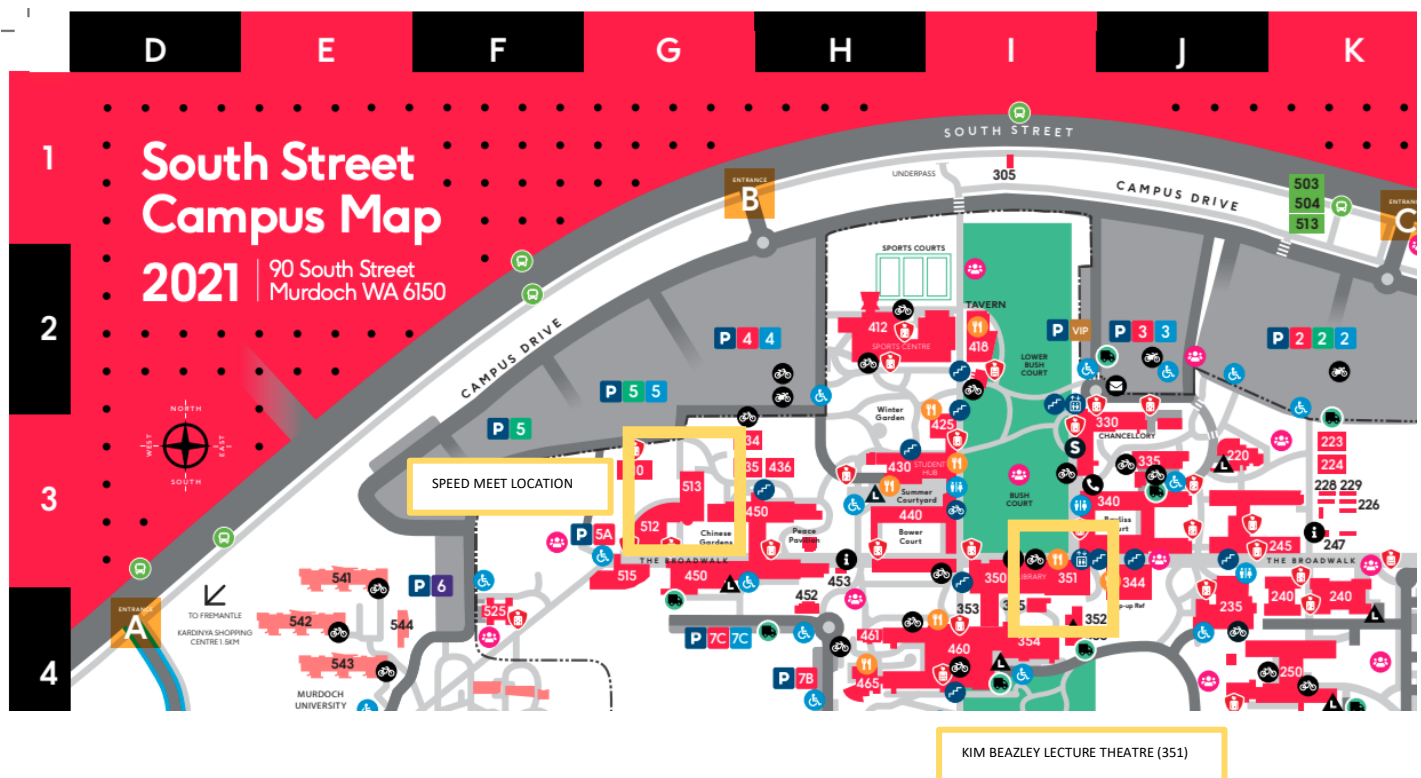 D E F G H I J K
1
South Street
Campus Map
2021
90 South Street
Murdoch WA 6150
SOUTH STREET
UNDERPASS
305
CAMPUS DRIVE
503
504
513
ENTRANCE
B
ENTRANCE
C
2
SPORTS COURTS
TAVERN
412
SPORTS CENTRE
418
LOWER
BUSH
COURT
P VIP
P 3 3
P 2 2 2
P 4 4
CAMPUS DRIVE
P 5 5
P 5
NORTH
WEST
EAST
SOUTH
3
SPEED MEET LOCATION
513
512
436
450
Chinese
Gardens
Peace
Pavilion
Winter
Garden
425
430
STUDENT
HUB
L
Summer
Courtyard
440
Bower
Court
BUSH
COURT
330
CHANCELLORY
S
335
340
220
L
223
224
228 229
226
247
245
P 5A
THE BROADWALK
THE BROADWALK
515
450
L
453
452
350
351
353
352
344
354
235
240
240
L
ENTRANCE
A
TO FREMANTLE
KARDINYA SHOPPING
CENTRE 1.5KM
541
542
543
544
P 6
525
P 7C 7C
P 7B
461
460
465
L
250
L
4
MURDOCH
UNIVERSITY
KIM BEAZLEY LECTURE THEATRE (351)